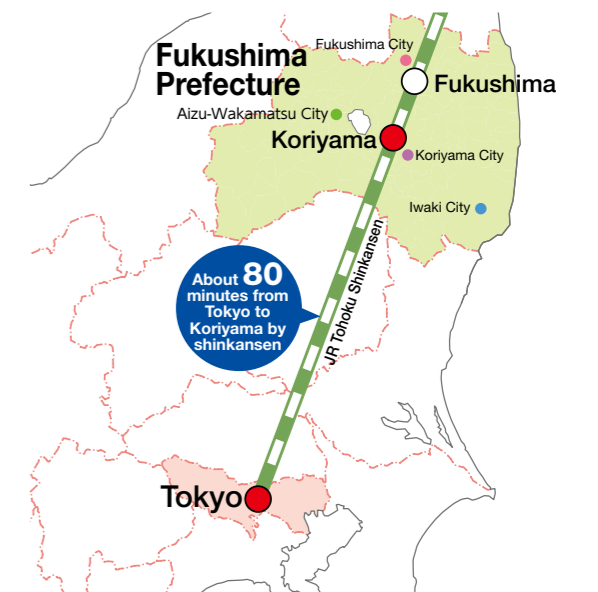 Fukushima City
Fukushima
Prefecture
Fukushima
Aizu-Wakamatsu City
Koriyama
Koriyama City
Iwaki City
About 80
minutes from
Tokyo to
Koriyama by
shinkansen
JR Tohoku Shinkansen
Tokyo